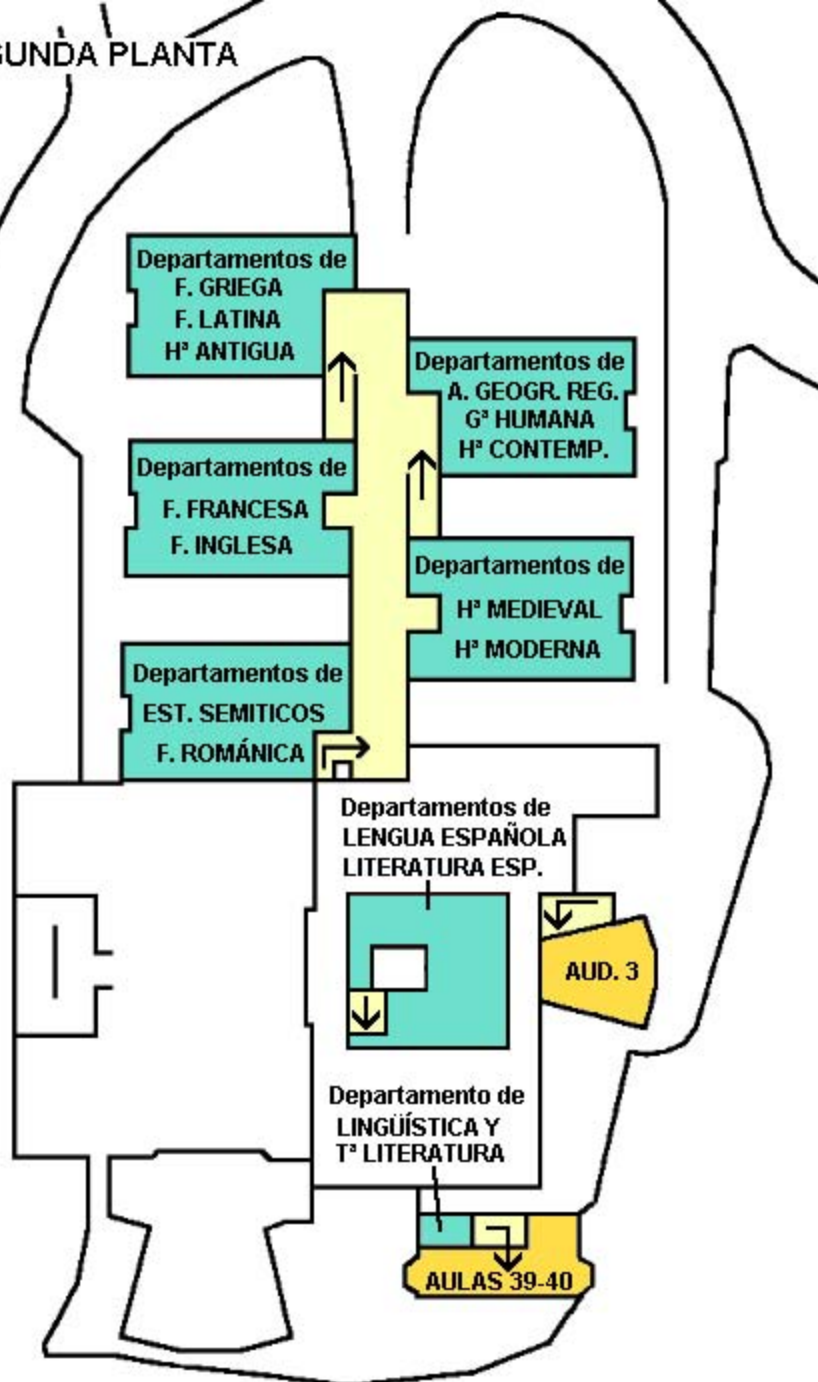 GUNDA PLANTA
Departamentos de
F. GRIEGA
F. LATINA
Hª ANTIGUA
Departamentos de
A. GEOGR. REG.
Gª HUMANA
Hª CONTEMP.
Departamentos de
F. FRANCESA
F. INGLESA
Departamentos de
Hª MEDIEVAL
Hª MODERNA
Departamentos de
EST. SEMITICOS
F. ROMÁNICA
Departamentos de
LENGUA ESPAÑOLA
LITERATURA ESP.
AUD. 3
Departamento de
LINGÜÍSTICA Y
Tª LITERATURA
AULAS 39-40